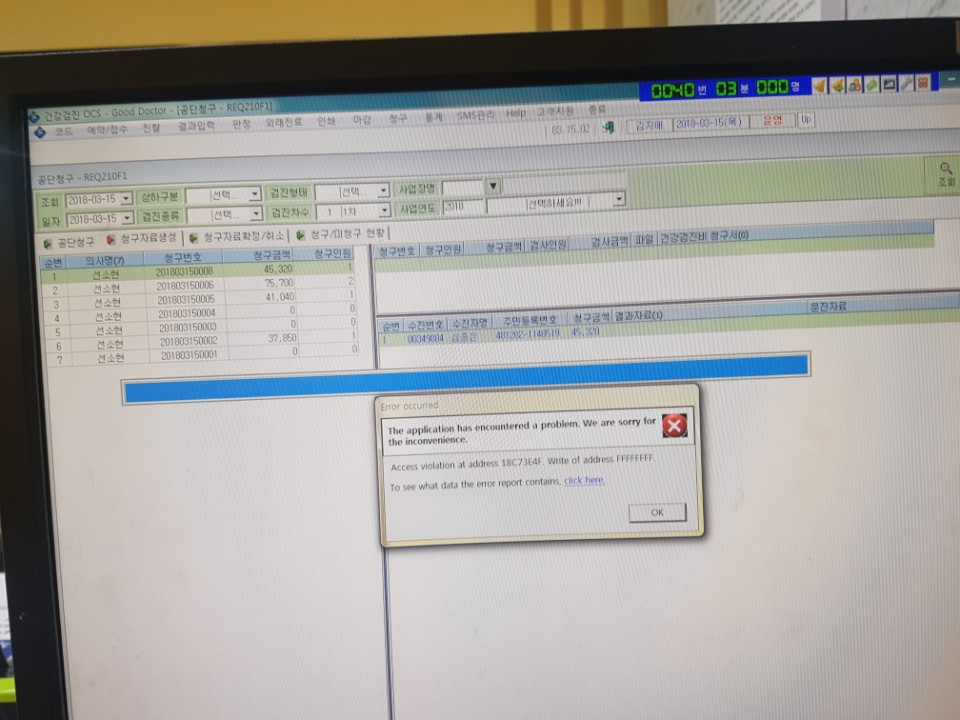 0040 번 03 분 000 명
건강검진 OCS - Good Doctor - [공단청구 - REQ210F1]
코드 예약/접수 진찰 결과입력 판정 외래진료 인쇄 마감 청구 통계 SMS관리 Help 고객지원 종료
00.15.02 김지애 2018-03-15(목) 운영 Up
공단청구 - REQ210F1
조회 2018-03-15 상하구분 선택... 검진형태 선택... 사업장명 ▼ 조회
일자 2018-03-15 검진종류 선택... 검진차수 1 1차 사업연도 2018 선택하세요!!!
공단청구 청구자료생성 청구자료확정/취소 청구/미청구 현황
순번 의사명(7) 청구번호 청구금액 청구인원
1 선소현 201803150008 45,320 1
2 선소현 201803150006 75,700 2
3 선소현 201803150005 41,040 1
4 선소현 201803150004 0 0
5 선소현 201803150003 0 0
6 선소현 201803150002 37,850 1
7 선소현 201803150001 0 0
청구번호 청구인원 청구금액 검사인원 검사금액 파일 건강검진비 청구서(0)
순번 수진번호 수진자명 주민등록번호 청구금액 결과자료(1) 문진자료
1 00349884 481202-1140519 45,320
Error occurred
The application has encountered a problem. We are sorry for
the inconvenience.
Access violation at address 18C73E4F. Write of address FFFFFFFF.
To see what data the error report contains, click here.
OK